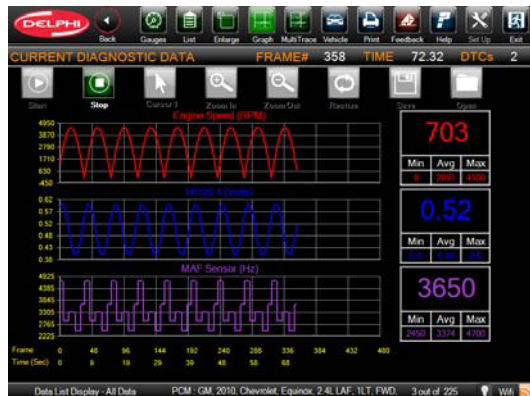 DELPHI
Back Gauges List Enlarge Graph MultiTrace Vehicle Print Feedback Help Set Up Exit
CURRENT DIAGNOSTIC DATA FRAME# 358 TIME 72.32 DTCs 2
Start Stop Cursor 1 Zoom In Zoom Out Save Open
Engine Speed (RPM)
4950
3870
2790
1710
630
-450
703
Min Avg Max
0 4500
0.62
0.57
0.52
0.48
0.43
0.38
0.52
Min Avg Max
MAF Sensor (Hz)
4925
4385
3845
3305
2765
2225
3650
Min Avg Max
2450 3374 4700
Frame 0 48 96 144 192 240 288 336 384 432 480
Time (Sec) 0 9 19 29 39 48 58 68
Data List Display - All Data PCM : GM, 2010, Chevrolet, Equinox, 2.4L LAF, 1LT, FWD, 3 out of 225 Wifi